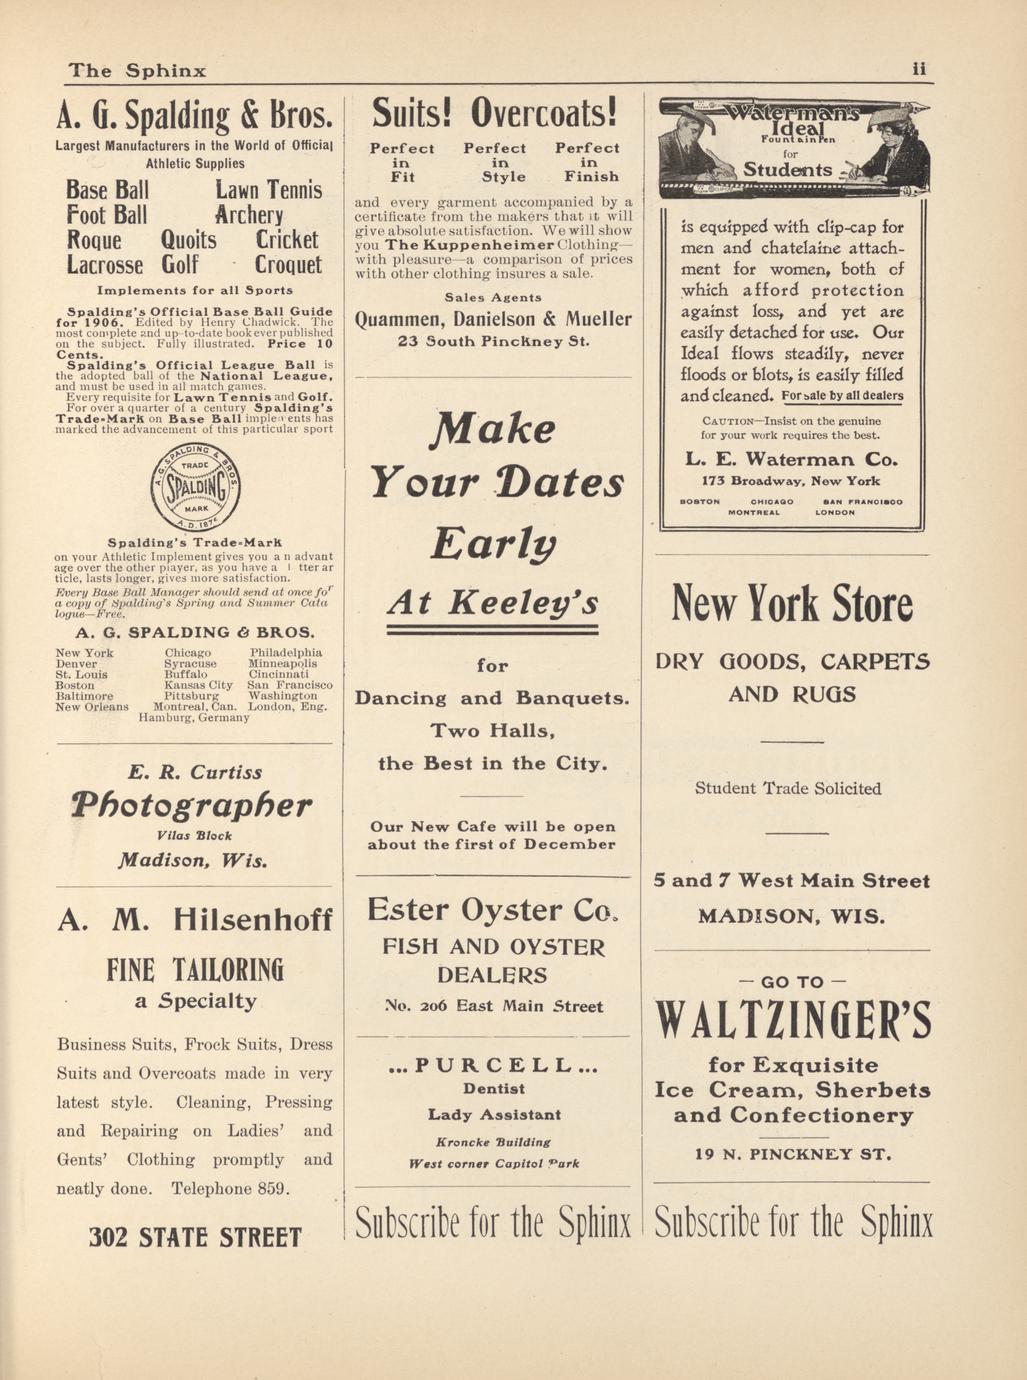 The Sphinx
ii
A. G. Spalding & Bros.
Largest Manufacturers in the World of Official
Athletic Supplies
Base Ball Lawn Tennis
Foot Ball Archery
Roque Quoits Cricket
Lacrosse Golf Croquet
Implements for all Sports
Spalding's Official Base Ball Guide
for 1906. Edited by Henry Chadwick. The
most complete and up-to-date book ever published
on the subject. Fully illustrated. Price 10
Cents.
Spalding's Official League Ball is
the adopted ball of the National League,
and must be used in all match games.
Every requisite for Lawn Tennis and Golf.
For over a quarter of a century Spalding's
Trade-Mark on Base Ball imple ents has
marked the advancement of this particular sport
A. G. SPALDING & BROS.
TRADE
SPALDING
MARK
A.D. 1876
Spalding's Trade-Mark
on your Athletic Implement gives you a n advant
age over the other player, as you have a tter ar
ticle, lasts longer, gives more satisfaction.
Every Base Ball Manager should send at once for
a copy of Spalding's Spring and Summer Cata
logue—Free.
A. G. SPALDING & BROS.
New York Chicago Philadelphia
Denver Syracuse Minneapolis
St. Louis Buffalo Cincinnati
Boston Kansas City San Francisco
Baltimore Pittsburg Washington
New Orleans Montreal, Can. London, Eng.
Hamburg, Germany
E. R. Curtiss
Photographer
Vilas Block
Madison, Wis.
A. M. Hilsenhoff
FINE TAILORING
a Specialty
Business Suits, Frock Suits, Dress
Suits and Overcoats made in very
latest style. Cleaning, Pressing
and Repairing on Ladies' and
Gents' Clothing promptly and
neatly done. Telephone 859.
302 STATE STREET
Suits! Overcoats!
Perfect Perfect Perfect
in in in
Fit Style Finish
and every garment accompanied by a
certificate from the makers that it will
give absolute satisfaction. We will show
you The Kuppenheimer Clothing—
with pleasure—a comparison of prices
with other clothing insures a sale.
Sales Agents
Quammen, Danielson & Mueller
23 South Pinckney St.
Make
Your Dates
Early
At Keeley's
for
Dancing and Banquets.
Two Halls,
the Best in the City.
Our New Cafe will be open
about the first of December
Ester Oyster Co.
FISH AND OYSTER
DEALERS
No. 206 East Main Street
...PURCELL...
Dentist
Lady Assistant
Kroncke Building
West corner Capitol Park
Subscribe for the Sphinx
Waterman's
Ideal
Fountain Pen
for
Students
is equipped with clip-cap for
men and chatelaine attach-
ment for women, both of
which afford protection
against loss, and yet are
easily detached for use. Our
Ideal flows steadily, never
floods or blots, is easily filled
and cleaned. For sale by all dealers
CAUTION—Insist on the genuine
for your work requires the best.
L. E. Waterman Co.
173 Broadway, New York
BOSTON CHICAGO SAN FRANCISCO
MONTREAL LONDON
New York Store
DRY GOODS, CARPETS
AND RUGS
Student Trade Solicited
5 and 7 West Main Street
MADISON, WIS.
— GO TO —
WALTZINGER'S
for Exquisite
Ice Cream, Sherbets
and Confectionery
19 N. PINCKNEY ST.
Subscribe for the Sphinx